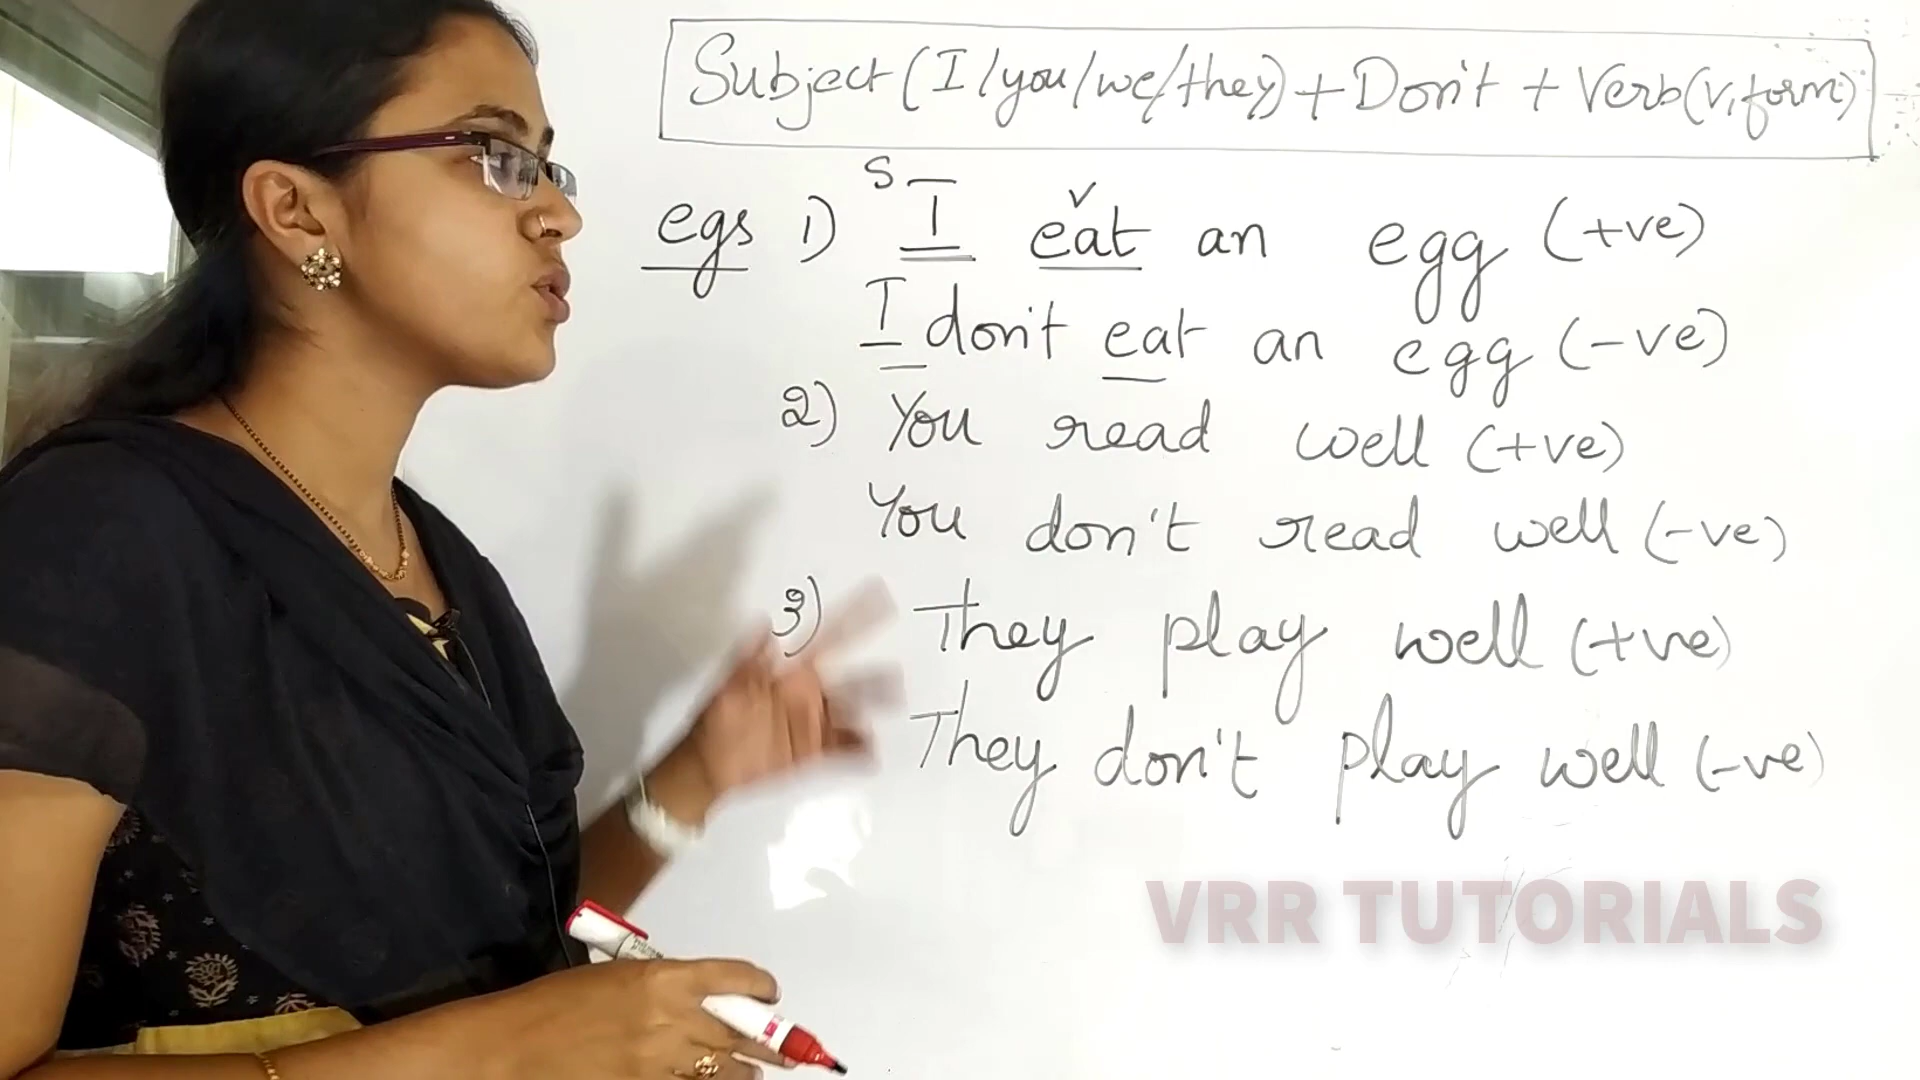 Subject (I/you/we/they) + Don't + Verb (V1 form)
S V
egs 1) I eat an egg (+ve)
I don't eat an egg (-ve)
2) You read well (+ve)
You don't read well (-ve)
3) They play well (+ve)
They don't play well (-ve)
VRR TUTORIALS